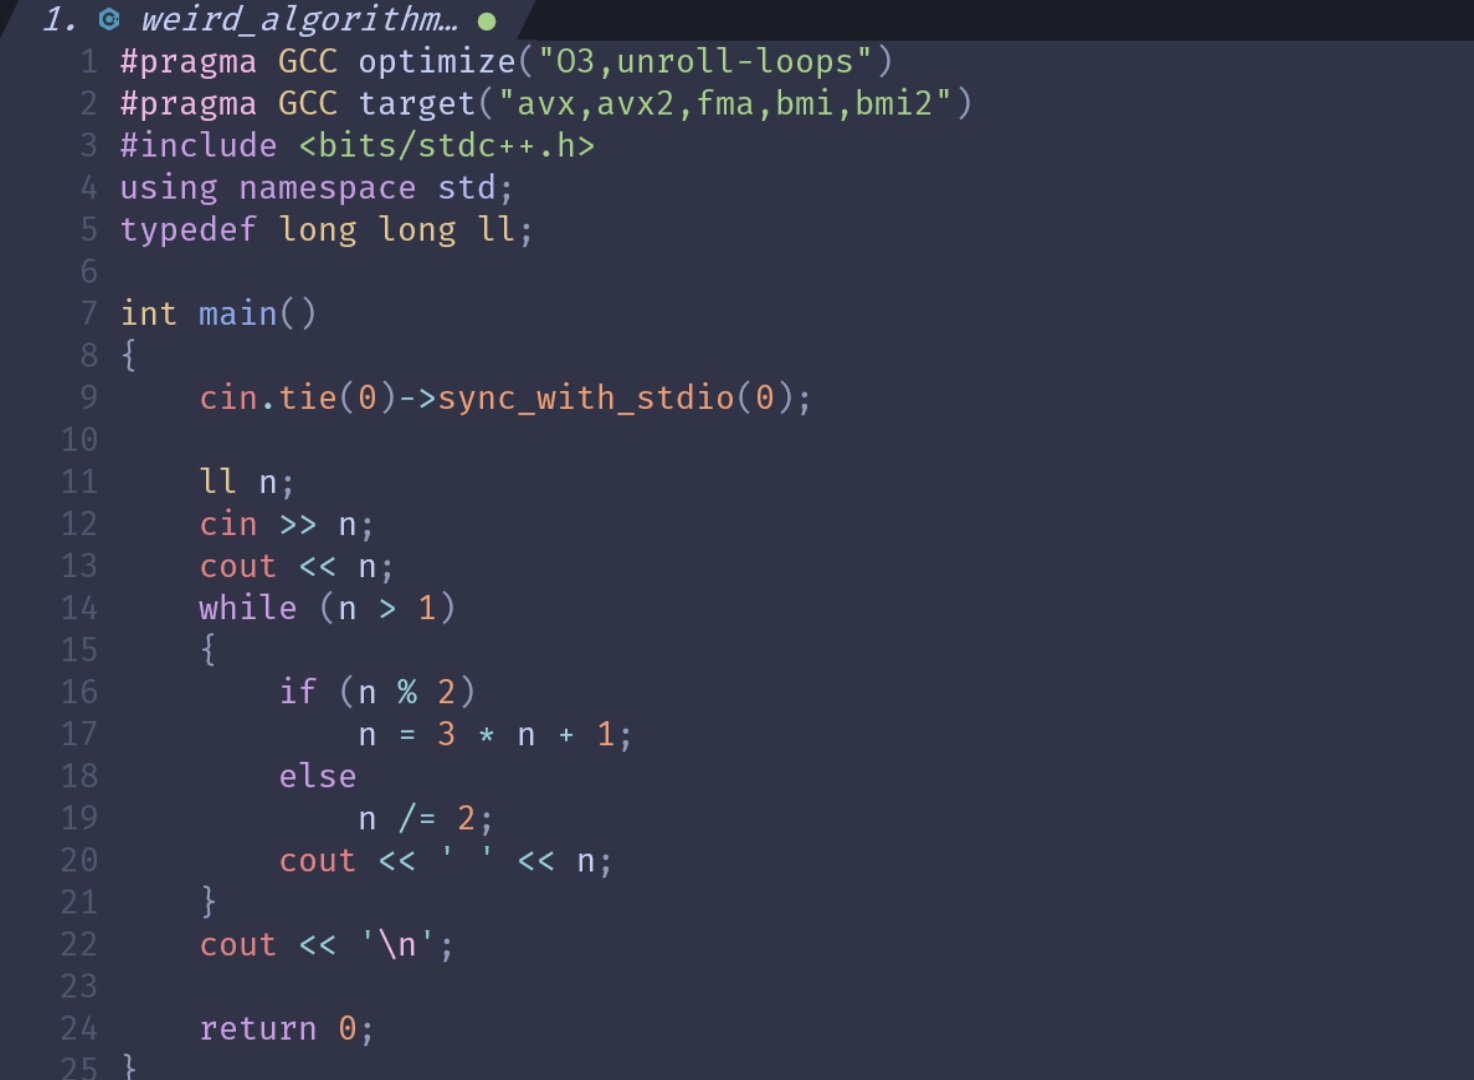 1. weird_algorithm…
1 #pragma GCC optimize("O3,unroll-loops")
2 #pragma GCC target("avx,avx2,fma,bmi,bmi2")
3 #include <bits/stdc++.h>
4 using namespace std;
5 typedef long long ll;
6
7 int main()
8 {
9     cin.tie(0)->sync_with_stdio(0);
10
11     ll n;
12     cin >> n;
13     cout << n;
14     while (n > 1)
15     {
16         if (n % 2)
17             n = 3 * n + 1;
18         else
19             n /= 2;
20         cout << ' ' << n;
21     }
22     cout << '\n';
23
24     return 0;
25 }